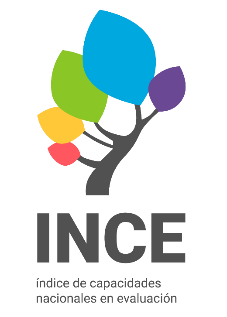 INCE
índice de capacidades
nacionales en evaluación